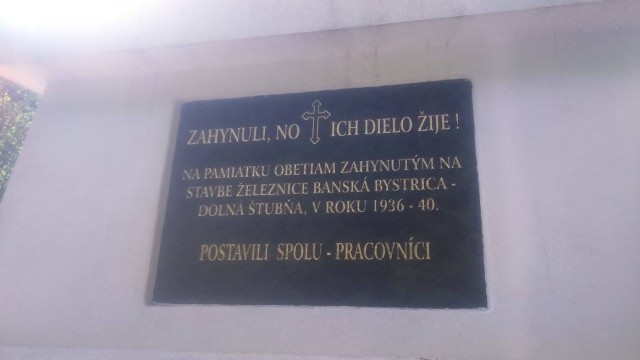 ZAHYNULI, NO ICH DIELO ŽIJE !
NA PAMIATKU OBETIAM ZAHYNUTÝM NA
STAVBE ŽELEZNICE BANSKÁ BYSTRICA -
DOLNÁ ŠTUBŇA, V ROKU 1936 - 40.
POSTAVILI SPOLU - PRACOVNÍCI